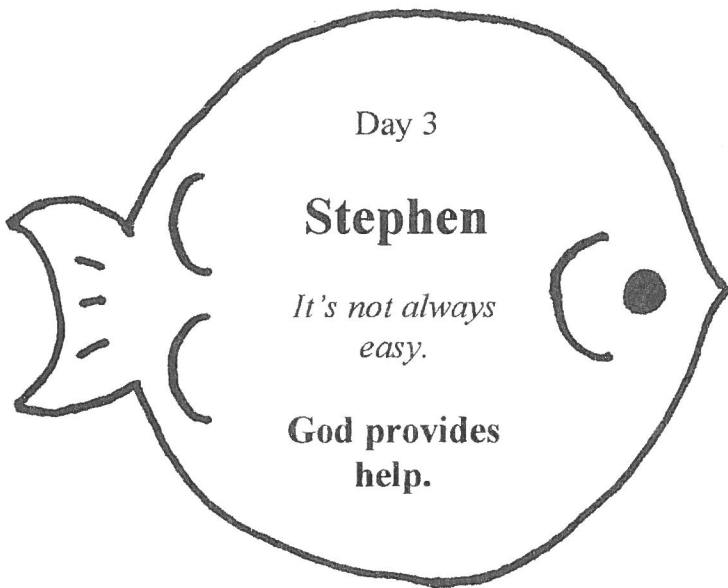 Day 3
Stephen
It's not always
easy.
God provides
help.